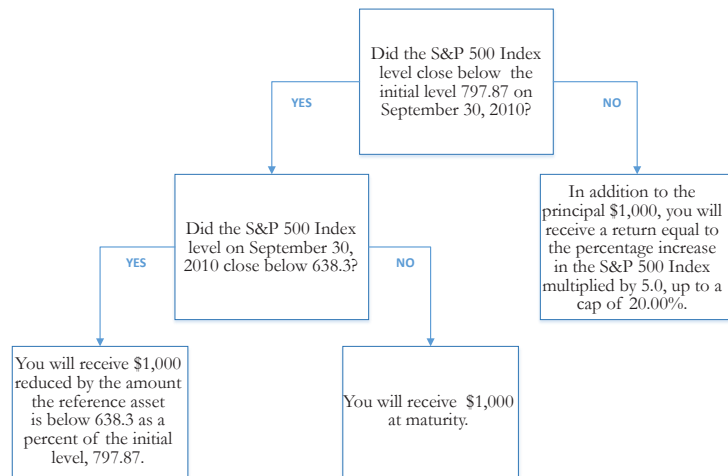 Did the S&P 500 Index
level close below the
initial level 797.87 on
September 30, 2010?
YES
NO
Did the S&P 500 Index
level on September 30,
2010 close below 638.3?
In addition to the
principal $1,000, you will
receive a return equal to
the percentage increase
in the S&P 500 Index
multiplied by 5.0, up to a
cap of 20.00%.
YES
NO
You will receive $1,000
reduced by the amount
the reference asset
is below 638.3 as a
percent of the initial
level, 797.87.
You will receive $1,000
at maturity.